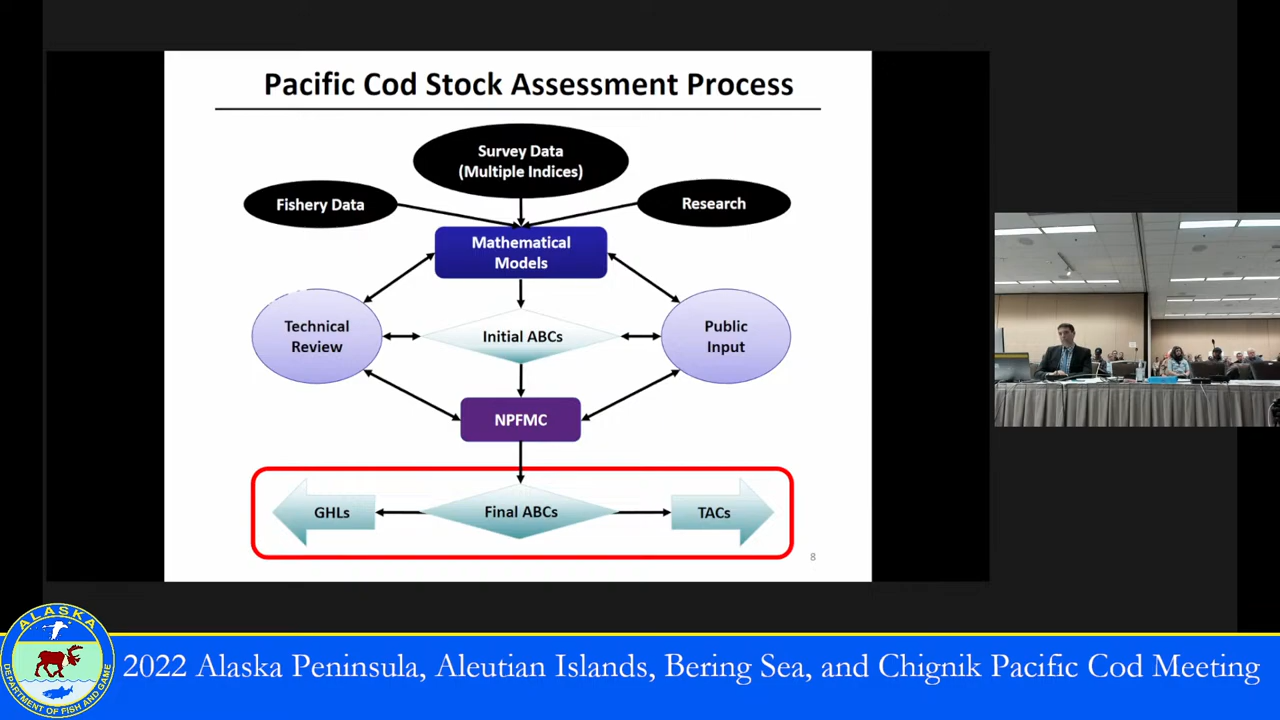 Pacific Cod Stock Assessment Process
Survey Data
(Multiple Indices)
Fishery Data
Research
Mathematical
Models
Technical
Review
Initial ABCs
Public
Input
NPFMC
GHLs
Final ABCs
TACs
8
ALASKA
DEPARTMENT OF FISH AND GAME
2022 Alaska Peninsula, Aleutian Islands, Bering Sea, and Chignik Pacific Cod Meeting